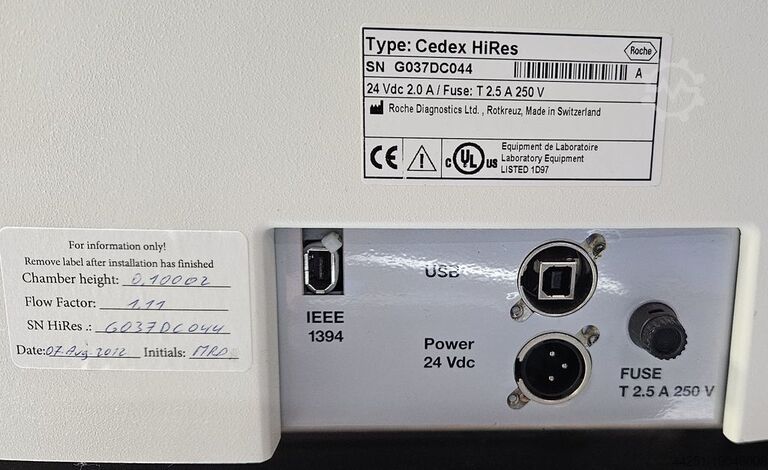 Type: Cedex HiRes
Roche
SN G037DC044
A
24 Vdc 2.0 A / Fuse: T 2.5 A 250 V
Roche Diagnostics Ltd. , Rotkreuz, Made in Switzerland
CE
C UL US
Equipment de Laboratoire
Laboratory Equipment
LISTED 1D97
For information only!
Remove label after installation has finished
Chamber height: 0,10002
Flow Factor: 1,11
SN HiRes .: G037DC044
Date: 07.Aug.2012 Initials: MRD
IEEE
1394
USB
Power
24 Vdc
FUSE
T 2.5 A 250 V